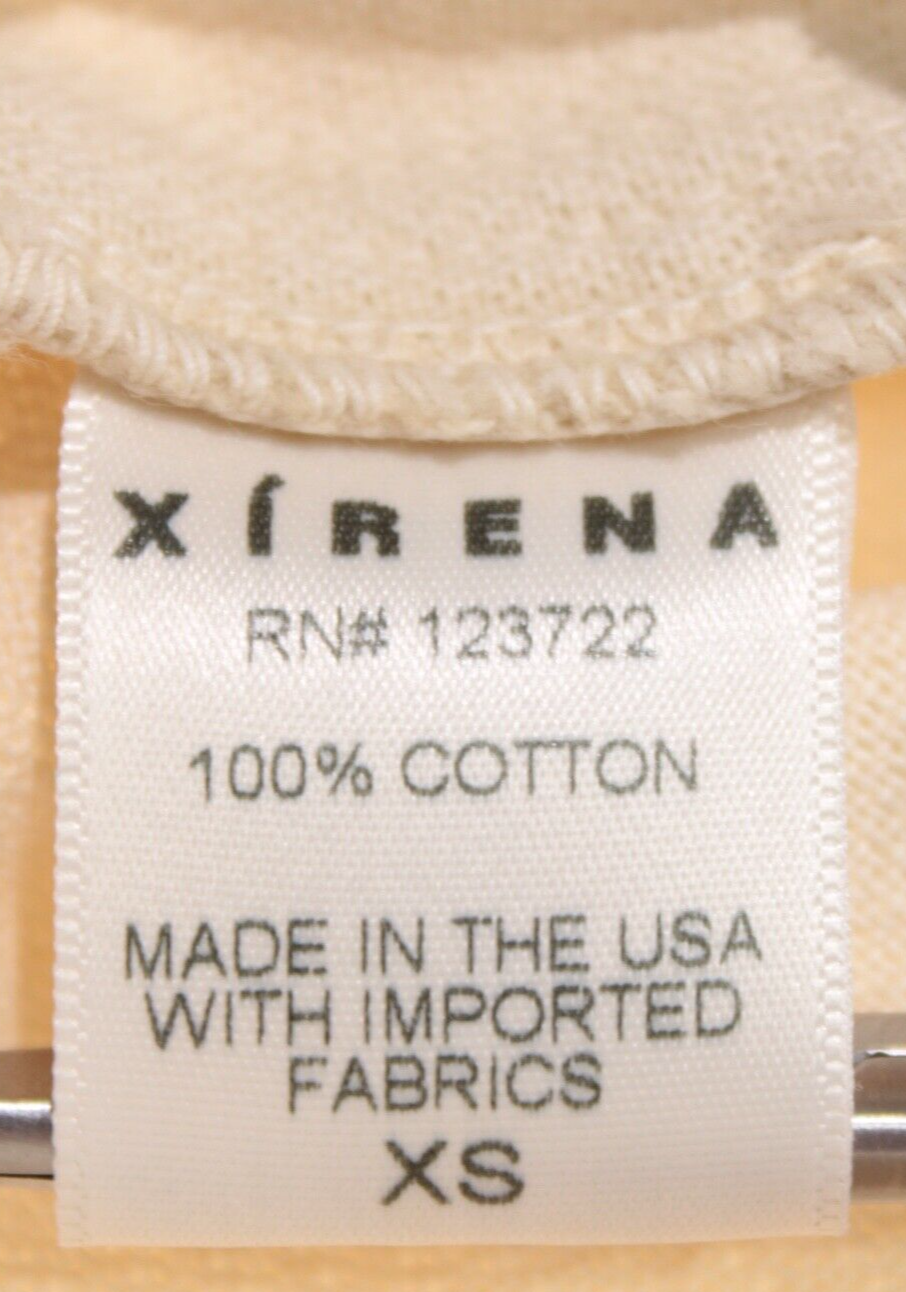 XÍRENA
RN# 123722
100% COTTON
MADE IN THE USA
WITH IMPORTED
FABRICS
XS